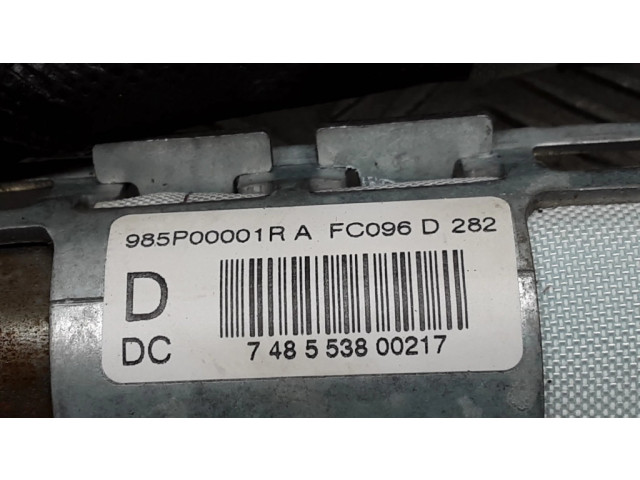 985P00001R A FC096 D 282
D
DC 7 48 5 538 00217